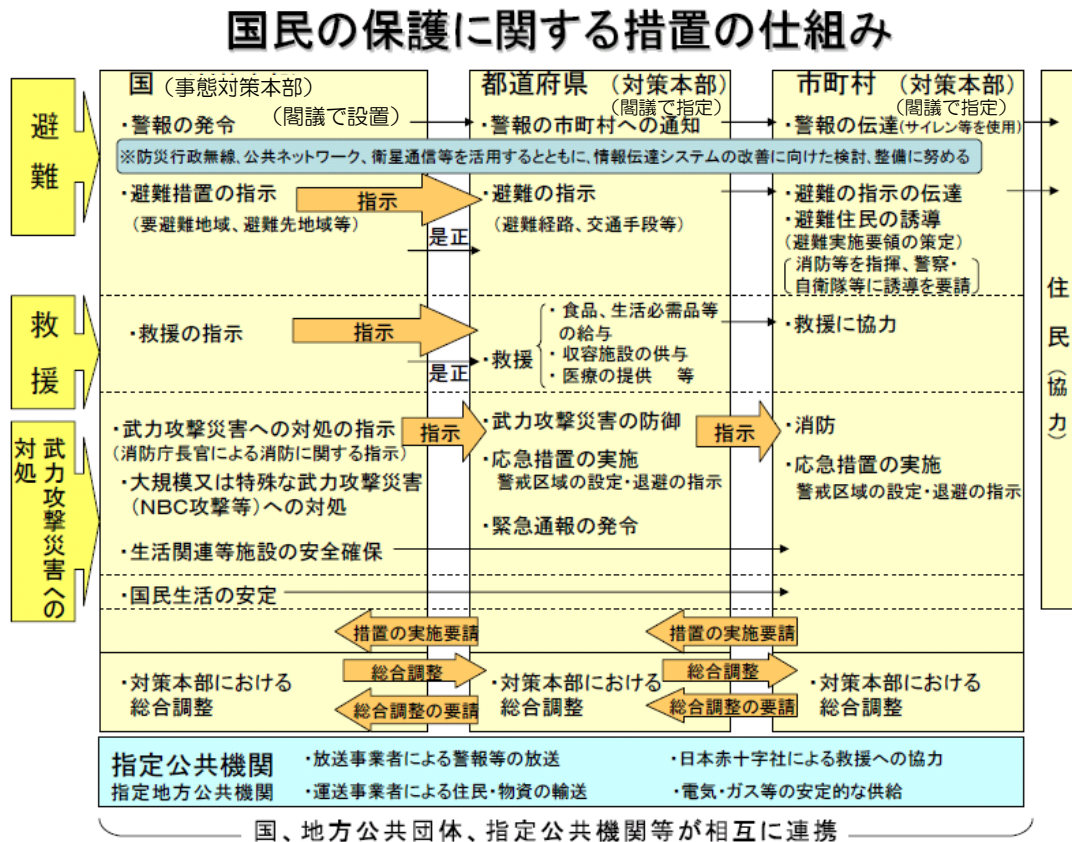 国民の保護に関する措置の仕組み
避難
国（事態対策本部）
（閣議で設置）
都道府県（対策本部）
（閣議で指定）
市町村（対策本部）
（閣議で指定）
・警報の発令
・警報の市町村への通知
・警報の伝達（サイレン等を使用）
※防災行政無線、公共ネットワーク、衛星通信等を活用するとともに、情報伝達システムの改善に向けた検討、整備に努める
・避難措置の指示
（要避難地域、避難先地域等）
指示
是正
・避難の指示
（避難経路、交通手段等）
・避難の指示の伝達
・避難住民の誘導
（避難実施要領の策定）
消防等を指揮、警察・
自衛隊等に誘導を要請
救援
・救援の指示
指示
是正
・救援
・食品、生活必需品等
の給与
・収容施設の供与
・医療の提供　等
・救援に協力
武力攻撃災害への
対処
・武力攻撃災害への対処の指示
（消防庁長官による消防に関する指示）
・大規模又は特殊な武力攻撃災害
（NBC攻撃等）への対処
指示
・武力攻撃災害の防御
・応急措置の実施
警戒区域の設定・退避の指示
・緊急通報の発令
指示
・消防
・応急措置の実施
警戒区域の設定・退避の指示
・生活関連等施設の安全確保
・国民生活の安定
措置の実施要請
措置の実施要請
・対策本部における
総合調整
総合調整
総合調整の要請
・対策本部における
総合調整
総合調整
総合調整の要請
・対策本部における
総合調整
住民（協力）
指定公共機関
指定地方公共機関
・放送事業者による警報等の放送
・日本赤十字社による救援への協力
・運送事業者による住民・物資の輸送
・電気・ガス等の安定的な供給
国、地方公共団体、指定公共機関等が相互に連携